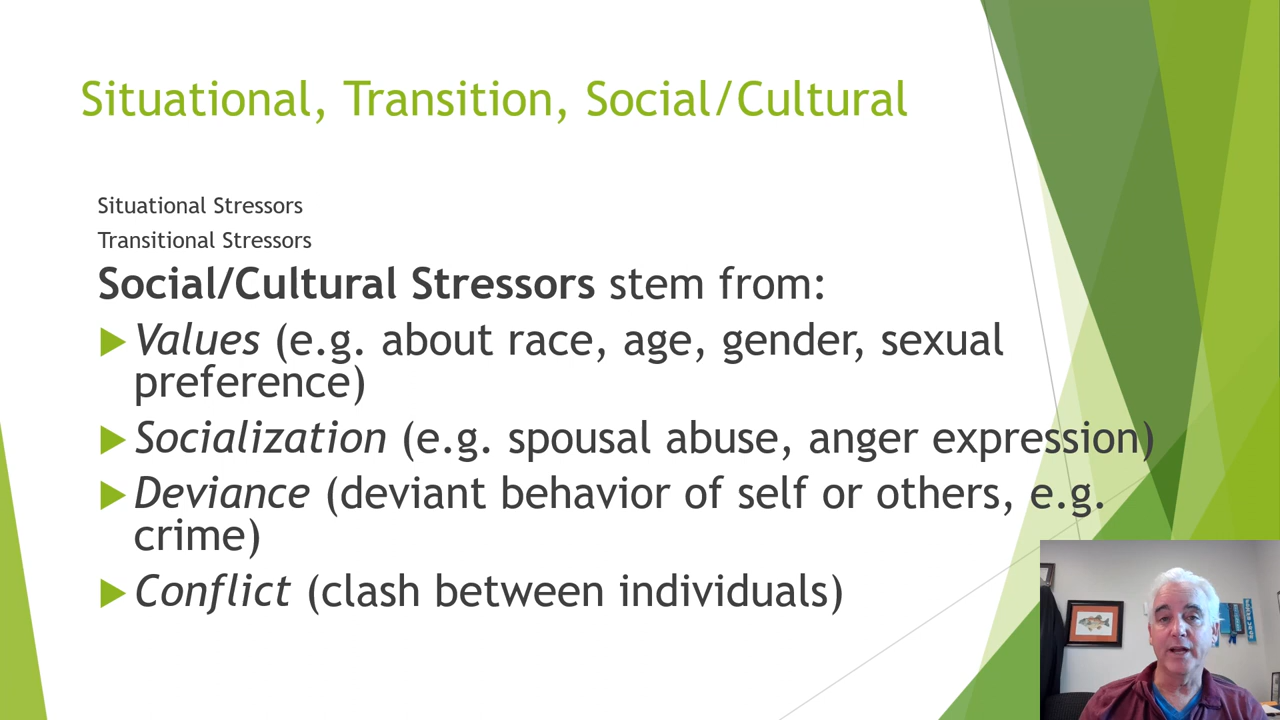 Situational, Transition, Social/Cultural
Situational Stressors
Transitional Stressors
Social/Cultural Stressors stem from:
Values (e.g. about race, age, gender, sexual
preference)
Socialization (e.g. spousal abuse, anger expression)
Deviance (deviant behavior of self or others, e.g.
crime)
Conflict (clash between individuals)